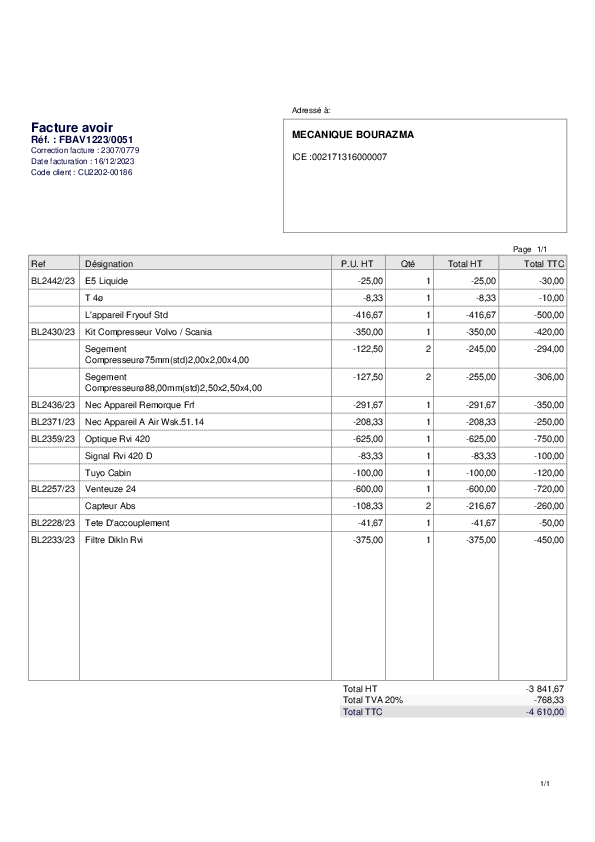 Adressé à:
Facture avoir
Réf. : FBAV1223/0051
Correction facture : 2307/0779
Date facturation : 16/12/2023
Code client : CU2202-00186
MECANIQUE BOURAZMA
ICE :002171316000007
Page 1/1
Ref Désignation P.U. HT Qté Total HT Total TTC
BL2442/23 E5 Liquide -25,00 1 -25,00 -30,00
T 4ø -8,33 1 -8,33 -10,00
L'appareil Fryouf Std -416,67 1 -416,67 -500,00
BL2430/23 Kit Compresseur Volvo / Scania -350,00 1 -350,00 -420,00
Segement -122,50 2 -245,00 -294,00
Compresseurø75mm(std)2,00x2,00x4,00
Segement -127,50 2 -255,00 -306,00
Compresseurø88,00mm(std)2,50x2,50x4,00
BL2436/23 Nec Appareil Remorque Frf -291,67 1 -291,67 -350,00
BL2371/23 Nec Appareil A Air Wsk.51.14 -208,33 1 -208,33 -250,00
BL2359/23 Optique Rvi 420 -625,00 1 -625,00 -750,00
Signal Rvi 420 D -83,33 1 -83,33 -100,00
Tuyo Cabin -100,00 1 -100,00 -120,00
BL2257/23 Venteuze 24 -600,00 1 -600,00 -720,00
Capteur Abs -108,33 2 -216,67 -260,00
BL2228/23 Tete D'accouplement -41,67 1 -41,67 -50,00
BL2233/23 Filtre Dikln Rvi -375,00 1 -375,00 -450,00
Total HT -3 841,67
Total TVA 20% -768,33
Total TTC -4 610,00
1/1